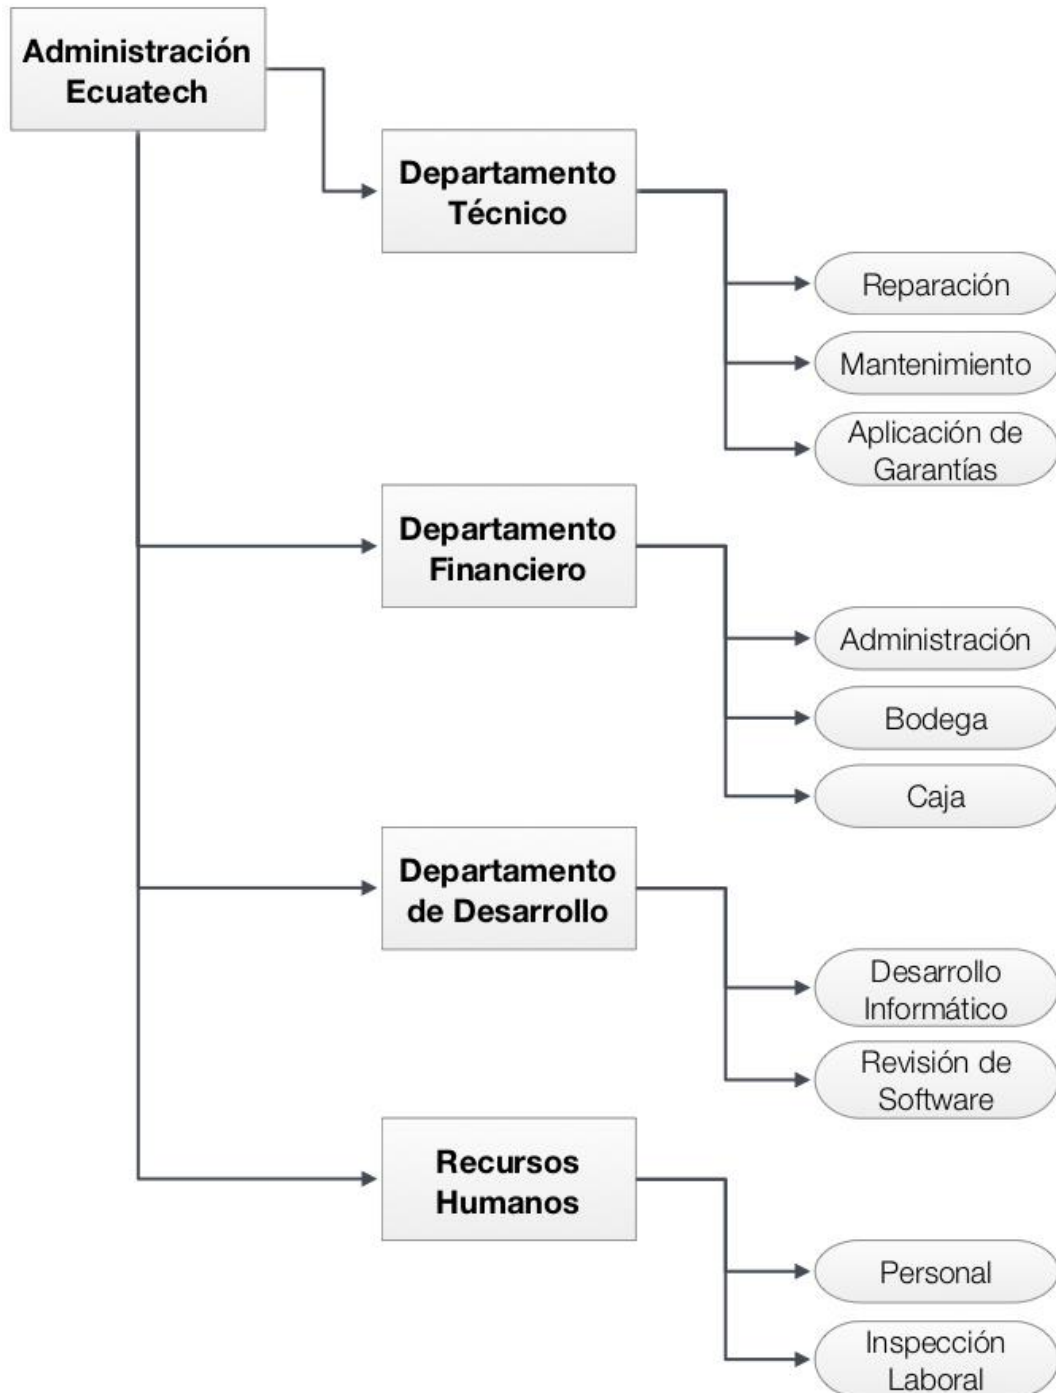 Administración
Ecuatech
Departamento
Técnico
Reparación
Mantenimiento
Aplicación de
Garantías
Departamento
Financiero
Administración
Bodega
Caja
Departamento
de Desarrollo
Desarrollo
Informático
Revisión de
Software
Recursos
Humanos
Personal
Inspección
Laboral